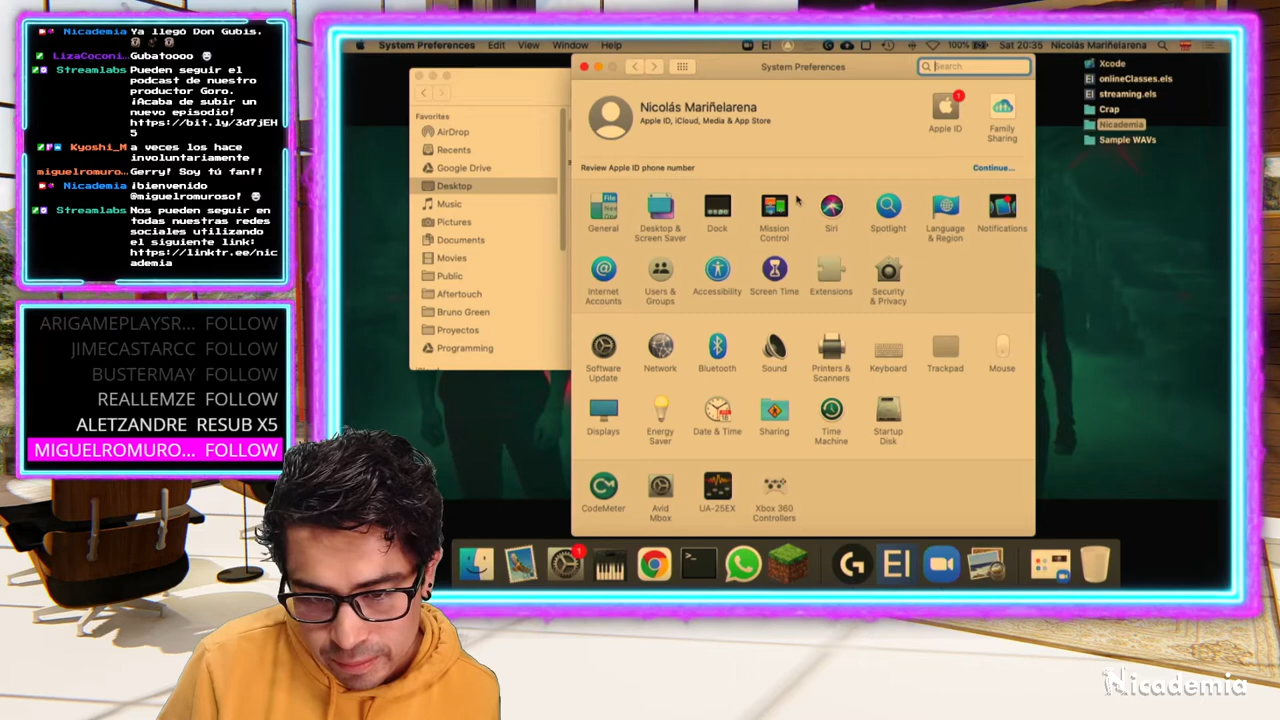 Nicademia Ya llegó Don Gubis.
LizaCoconi… Gubatoooo
Streamlabs Pueden seguir el
podcast de nuestro
productor Goro.
¡Acaba de subir un
nuevo episodio!
https://bit.ly/3d7jEH
5
Kyoshi_M a veces los hace
involuntariamente
miguelromuro… Gerry! Soy tú fan!!
Nicademia ¡bienvenido
@miguelromuroso!
Streamlabs Nos pueden seguir en
todas nuestras redes
sociales utilizando
el siguiente link:
https://linktr.ee/nic
ademia
ARIGAMEPLAYSR... FOLLOW
JIMECASTARCC FOLLOW
BUSTERMAY FOLLOW
REALLEMZE FOLLOW
ALETZANDRE RESUB X5
MIGUELROMURO... FOLLOW
System Preferences Edit View Window Help
EI 100% Sat 20:35 Nicolás Mariñelarena
Favorites
AirDrop
Recents
Google Drive
Desktop
Music
Pictures
Documents
Movies
Public
Aftertouch
Bruno Green
Proyectos
Programming
System Preferences
Search
Nicolás Mariñelarena
Apple ID, iCloud, Media & App Store
1
Apple ID
Family
Sharing
Review Apple ID phone number
Continue...
File
General
Desktop &
Screen Saver
Dock
Mission
Control
Siri
Spotlight
Language
& Region
Notifications
Internet
Accounts
Users &
Groups
Accessibility
Screen Time
Extensions
Security
& Privacy
Software
Update
Network
Bluetooth
Sound
Printers &
Scanners
Keyboard
Trackpad
Mouse
Displays
Energy
Saver
Date & Time
Sharing
Time
Machine
Startup
Disk
CodeMeter
Avid
Mbox
UA-25EX
Xbox 360
Controllers
Xcode
onlineClasses.els
streaming.els
Crap
Nicademia
Sample WAVs
1
EI
Nicademia